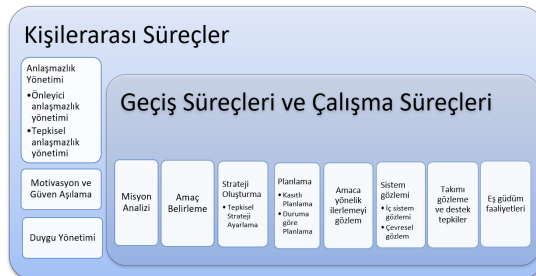 Kişilerarası Süreçler
Anlaşmazlık
Yönetimi
•Önleyici
anlaşmazlık
yönetimi
•Tepkisel
anlaşmazlık
yönetimi
Motivasyon ve
Güven Aşılama
Duygu Yönetimi
Geçiş Süreçleri ve Çalışma Süreçleri
Misyon
Analizi
Amaç
Belirleme
Strateji
Oluşturma
• Tepkisel
Strateji
Ayarlama
Planlama
• Kasıtlı
Planlama
• Duruma
göre
Planlama
Amaca
yönelik
ilerlemeyi
gözlem
Sistem
gözlemi
• İç sistem
gözlemi
• Çevresel
gözlem
Takımı
gözleme
ve destek
tepkiler
Eş güdüm
faaliyetleri